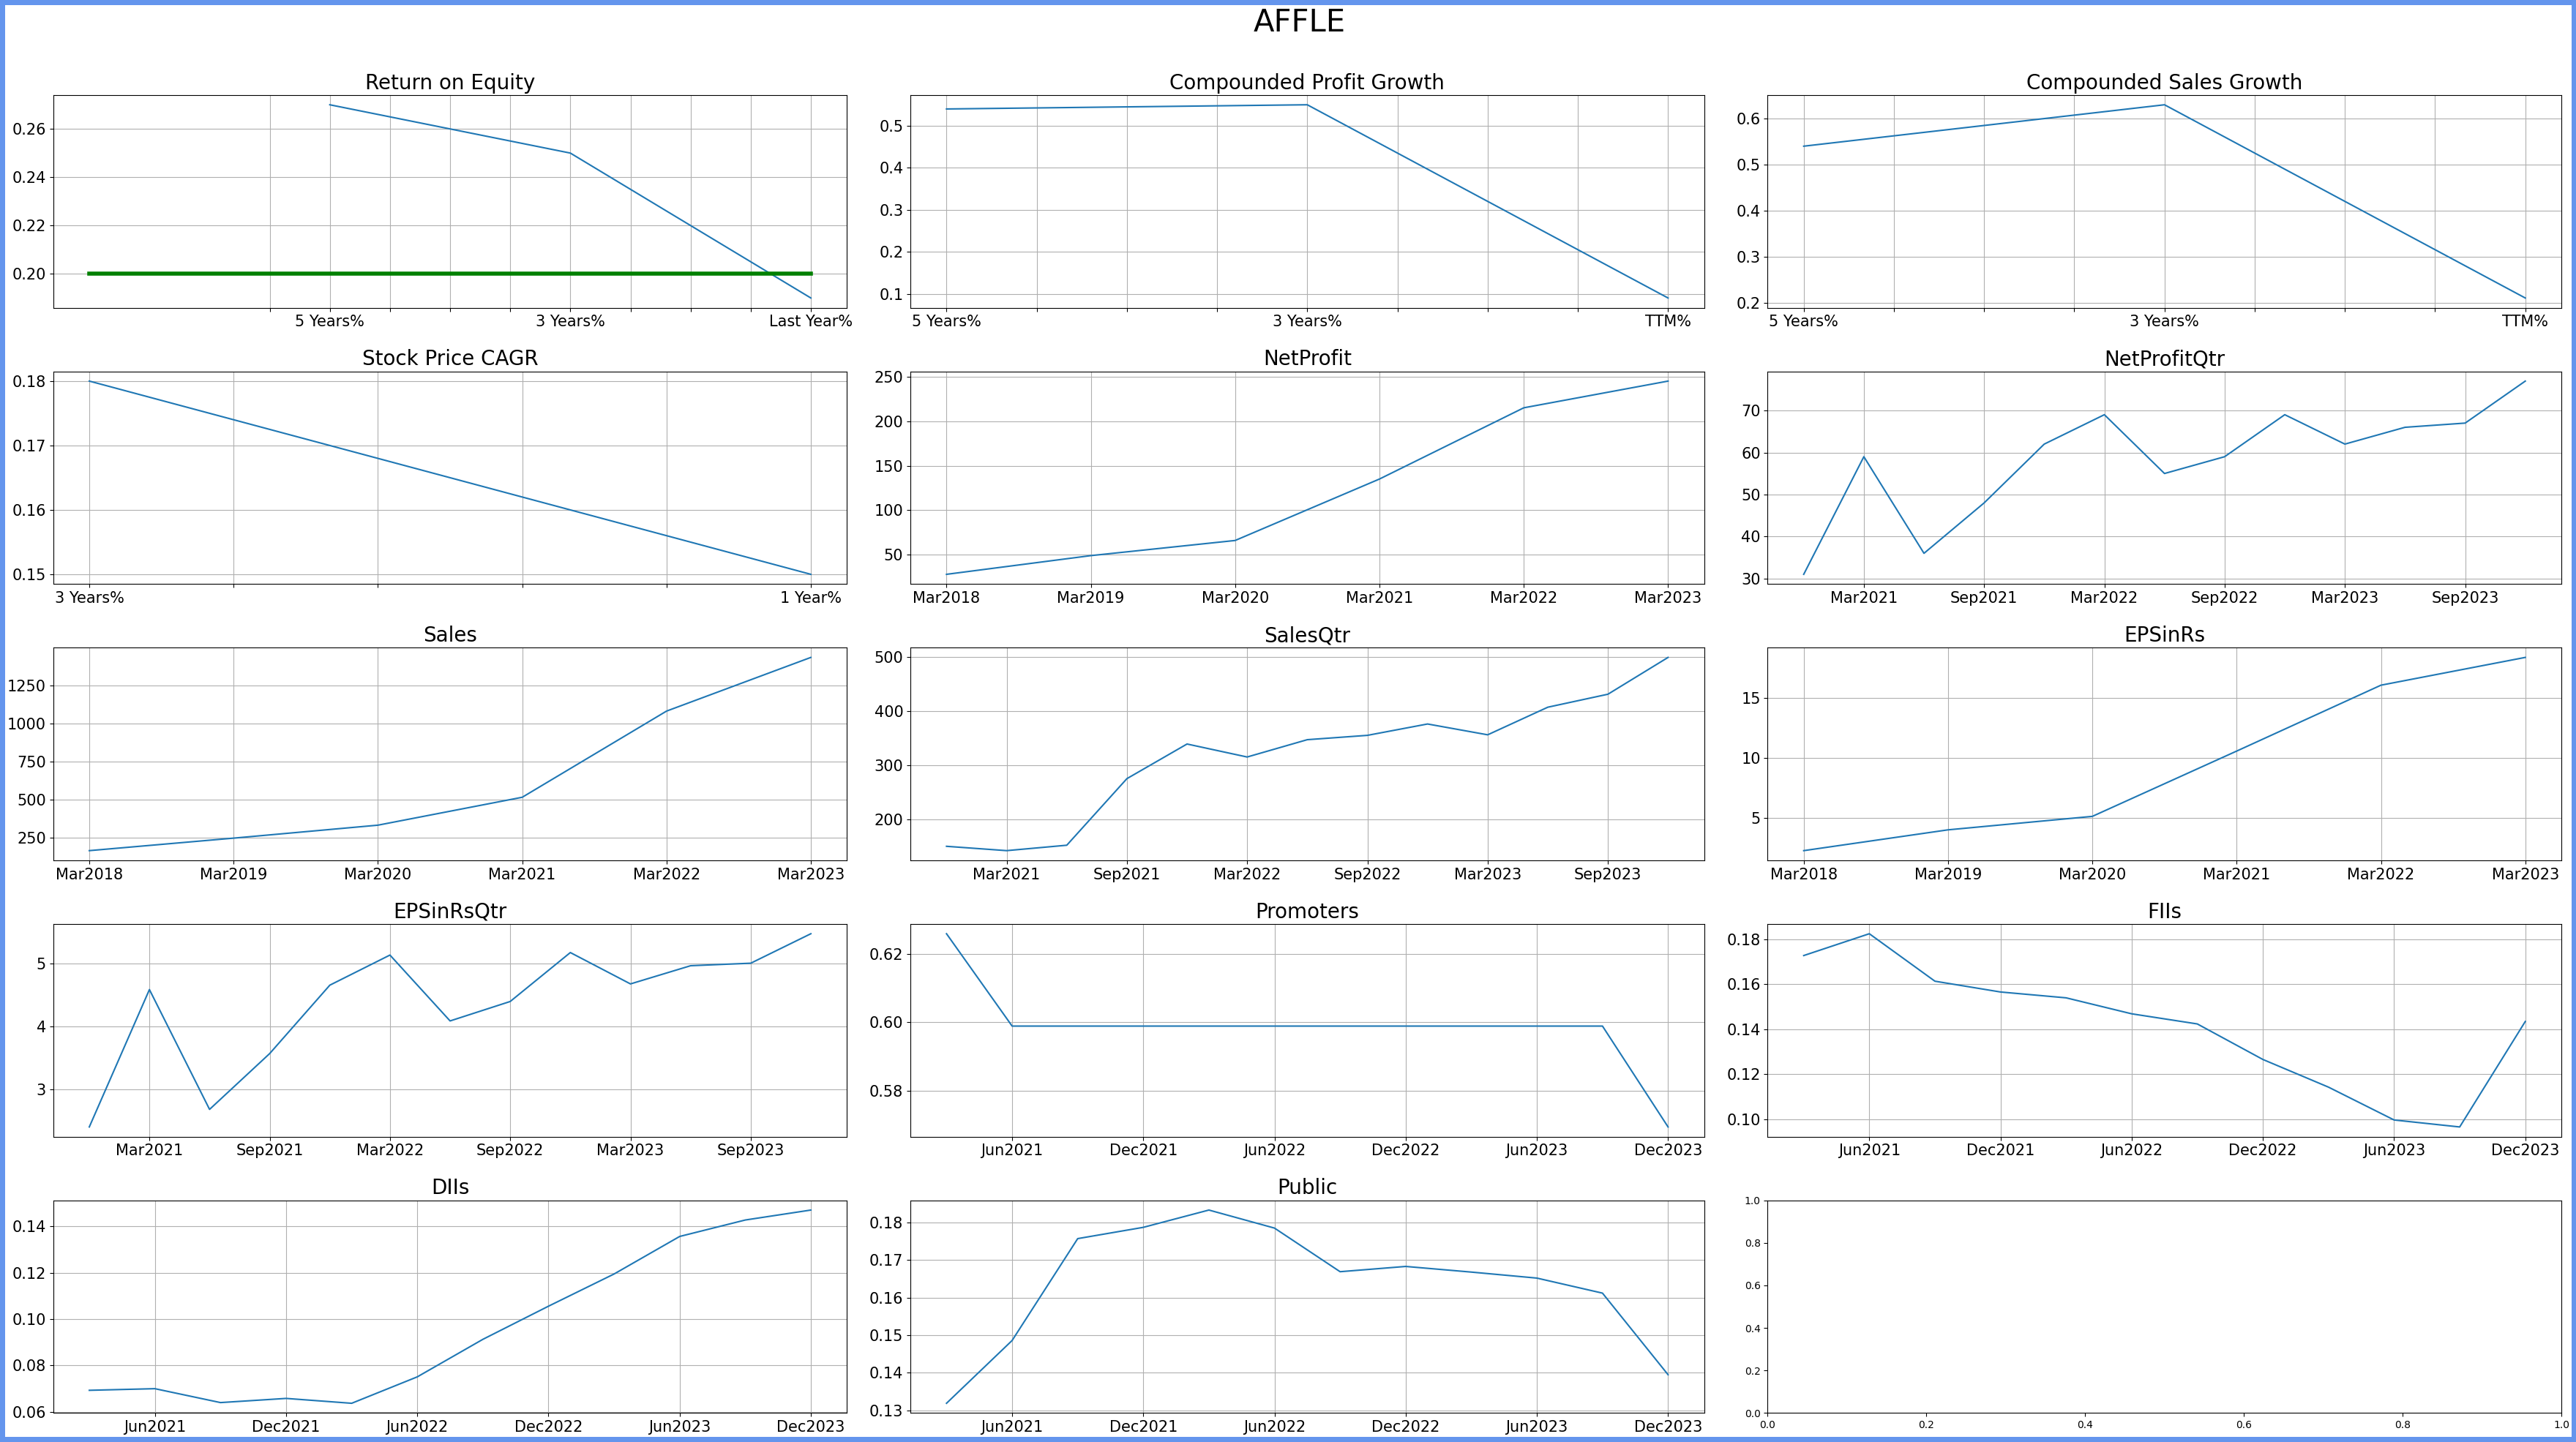 AFFLE
Return on Equity
0.26
0.24
0.22
0.20
5 Years% 3 Years% Last Year%
Compounded Profit Growth
0.5
0.4
0.3
0.2
0.1
5 Years% 3 Years% TTM%
Compounded Sales Growth
0.6
0.5
0.4
0.3
0.2
5 Years% 3 Years% TTM%
Stock Price CAGR
0.18
0.17
0.16
0.15
3 Years% 1 Year%
NetProfit
250
200
150
100
50
Mar2018 Mar2019 Mar2020 Mar2021 Mar2022 Mar2023
NetProfitQtr
70
60
50
40
30
Mar2021 Sep2021 Mar2022 Sep2022 Mar2023 Sep2023
Sales
1250
1000
750
500
250
Mar2018 Mar2019 Mar2020 Mar2021 Mar2022 Mar2023
SalesQtr
500
400
300
200
Mar2021 Sep2021 Mar2022 Sep2022 Mar2023 Sep2023
EPSinRs
15
10
5
Mar2018 Mar2019 Mar2020 Mar2021 Mar2022 Mar2023
EPSinRsQtr
5
4
3
Mar2021 Sep2021 Mar2022 Sep2022 Mar2023 Sep2023
Promoters
0.62
0.60
0.58
Jun2021 Dec2021 Jun2022 Dec2022 Jun2023 Dec2023
FIIs
0.18
0.16
0.14
0.12
0.10
Jun2021 Dec2021 Jun2022 Dec2022 Jun2023 Dec2023
DIIs
0.14
0.12
0.10
0.08
0.06
Jun2021 Dec2021 Jun2022 Dec2022 Jun2023 Dec2023
Public
0.18
0.17
0.16
0.15
0.14
0.13
Jun2021 Dec2021 Jun2022 Dec2022 Jun2023 Dec2023
1.0
0.8
0.6
0.4
0.2
0.0
0.0 0.2 0.4 0.6 0.8 1.0